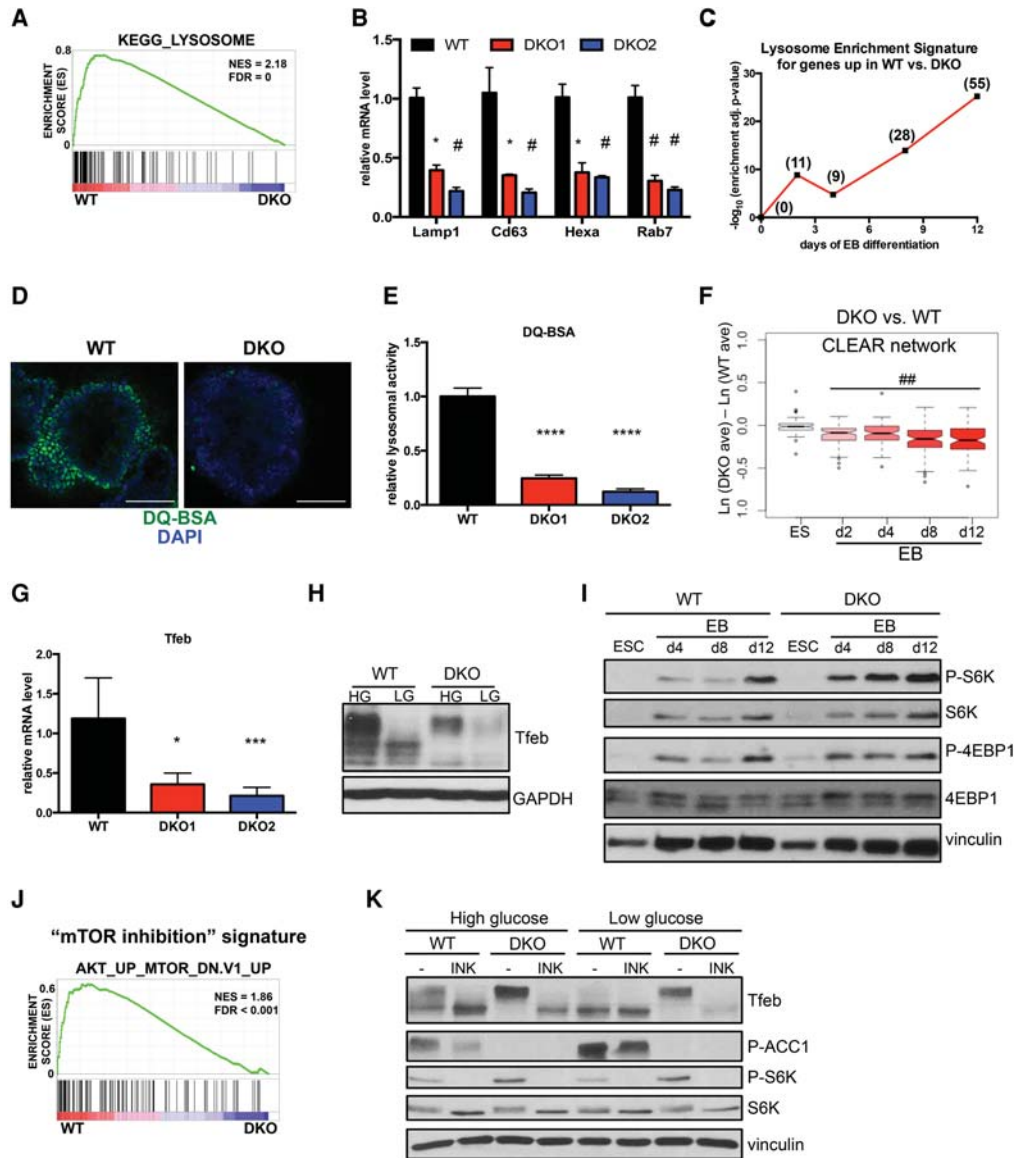 A
KEGG_LYSOSOME
0.8
NES = 2.18
FDR = 0
ENRICHMENT
SCORE (ES)
0
WT
DKO
B
WT
DKO1
DKO2
1.5
1.0
0.5
0.0
relative mRNA level
* # * # * # # #
Lamp1 Cd63 Hexa Rab7
C
Lysosome Enrichment Signature
for genes up in WT vs. DKO
30
20
10
0
-log10 (enrichment adj. p-value)
(0)
(11)
(9)
(28)
(55)
0 3 6 9 12
days of EB differentiation
D
WT
DKO
DQ-BSA
DAPI
E
DQ-BSA
1.5
1.0
0.5
0.0
relative lysosomal activity
****
****
WT DKO1 DKO2
F
DKO vs. WT
CLEAR network
##
1.0
0.5
0.0
-0.5
-1.0
Ln (DKO ave) – Ln (WT ave)
ES d2 d4 d8 d12
EB
G
Tfeb
2.0
1.5
1.0
0.5
0.0
relative mRNA level
*
***
WT DKO1 DKO2
H
WT DKO
HG LG HG LG
Tfeb
GAPDH
I
WT DKO
EB EB
ESC d4 d8 d12 ESC d4 d8 d12
P-S6K
S6K
P-4EBP1
4EBP1
vinculin
J
“mTOR inhibition” signature
AKT_UP_MTOR_DN.V1_UP
0.6
NES = 1.86
FDR < 0.001
ENRICHMENT
SCORE (ES)
0
WT
DKO
K
High glucose Low glucose
WT DKO WT DKO
- INK - INK - INK - INK
Tfeb
P-ACC1
P-S6K
S6K
vinculin